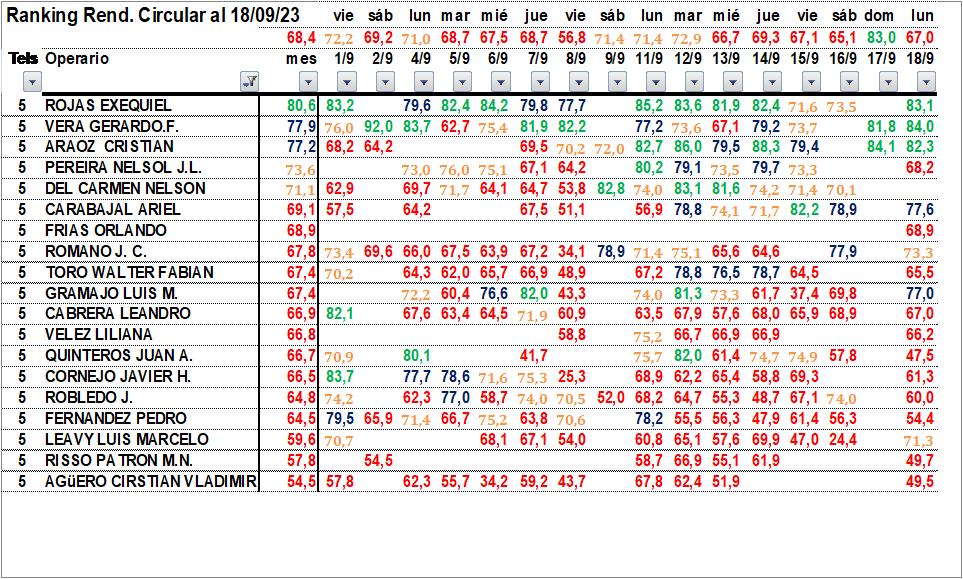 Ranking Rend. Circular al 18/09/23 vie sáb lun mar mié jue vie sáb lun mar mié jue vie sáb dom lun
68,4 72,2 69,2 71,0 68,7 67,5 68,7 56,8 71,4 71,4 72,9 66,7 69,3 67,1 65,1 83,0 67,0
Tels Operario mes 1/9 2/9 4/9 5/9 6/9 7/9 8/9 9/9 11/9 12/9 13/9 14/9 15/9 16/9 17/9 18/9
5 ROJAS EXEQUIEL 80,6 83,2 79,6 82,4 84,2 79,8 77,7 85,2 83,6 81,9 82,4 71,6 73,5 83,1
5 VERA GERARDO.F. 77,9 76,0 92,0 83,7 62,7 75,4 81,9 82,2 77,2 73,6 67,1 79,2 73,7 81,8 84,0
5 ARAOZ CRISTIAN 77,2 68,2 64,2 69,5 70,2 72,0 82,7 86,0 79,5 88,3 79,4 84,1 82,3
5 PEREIRA NELSOL J.L. 73,6 73,0 76,0 75,1 67,1 64,2 80,2 79,1 73,5 79,7 73,3 68,2
5 DEL CARMEN NELSON 71,1 62,9 69,7 71,7 64,1 64,7 53,8 82,8 74,0 83,1 81,6 74,2 71,4 70,1
5 CARABAJAL ARIEL 69,1 57,5 64,2 67,5 51,1 56,9 78,8 74,1 71,7 82,2 78,9 77,6
5 FRIAS ORLANDO 68,9 68,9
5 ROMANO J. C. 67,8 73,4 69,6 66,0 67,5 63,9 67,2 34,1 78,9 71,4 75,1 65,6 64,6 77,9 73,3
5 TORO WALTER FABIAN 67,4 70,2 64,3 62,0 65,7 66,9 48,9 67,2 78,8 76,5 78,7 64,5 65,5
5 GRAMAJO LUIS M. 67,4 72,2 60,4 76,6 82,0 43,3 74,0 81,3 73,3 61,7 37,4 69,8 77,0
5 CABRERA LEANDRO 66,9 82,1 67,6 63,4 64,5 71,9 60,9 63,5 67,9 57,6 68,0 65,9 68,9 67,0
5 VELEZ LILIANA 66,8 58,8 75,2 66,7 66,9 66,9 66,2
5 QUINTEROS JUAN A. 66,7 70,9 80,1 41,7 75,7 82,0 61,4 74,7 74,9 57,8 47,5
5 CORNEJO JAVIER H. 66,5 83,7 77,7 78,6 71,6 75,3 25,3 68,9 62,2 65,4 58,8 69,3 61,3
5 ROBLEDO J. 64,8 74,2 62,3 77,0 58,7 74,0 70,5 52,0 68,2 64,7 55,3 48,7 67,1 74,0 60,0
5 FERNANDEZ PEDRO 64,5 79,5 65,9 71,4 66,7 75,2 63,8 70,6 78,2 55,5 56,3 47,9 61,4 56,3 54,4
5 LEAVY LUIS MARCELO 59,6 70,7 68,1 67,1 54,0 60,8 65,1 57,6 69,9 47,0 24,4 71,3
5 RISSO PATRON M.N. 57,8 54,5 58,7 66,9 55,1 61,9 49,7
5 AGüERO CIRSTIAN VLADIMIR 54,5 57,8 62,3 55,7 34,2 59,2 43,7 67,8 62,4 51,9 49,5